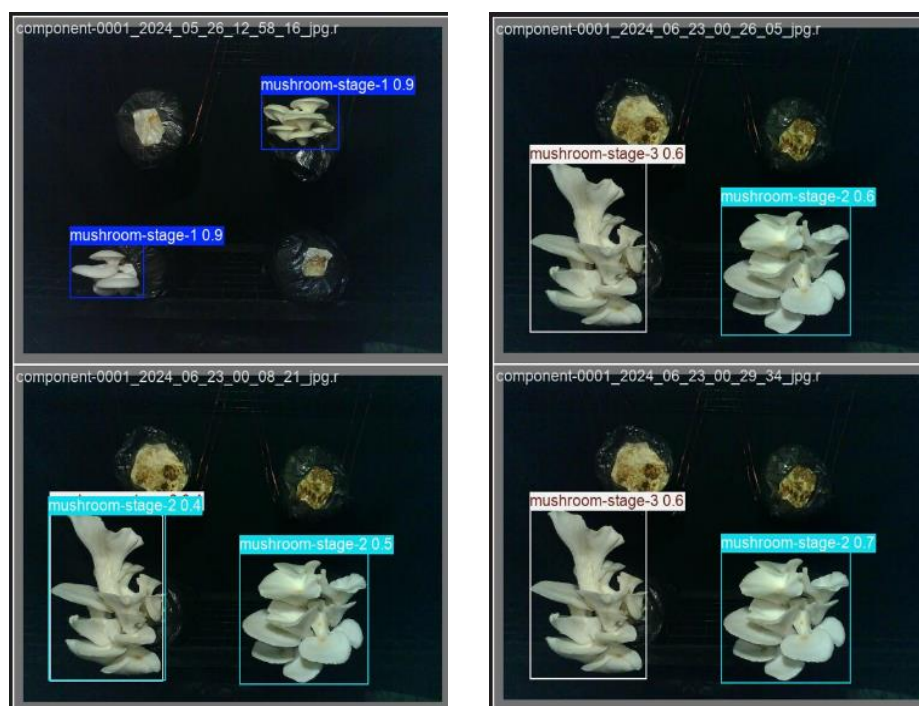 component-0001_2024_05_26_12_58_16_jpg.r
mushroom-stage-1 0.9
mushroom-stage-1 0.9
component-0001_2024_06_23_00_26_05_jpg.r
mushroom-stage-3 0.6
mushroom-stage-2 0.6
component-0001_2024_06_23_00_08_21_jpg.r
mushroom-stage-2 0.4
mushroom-stage-2 0.5
component-0001_2024_06_23_00_29_34_jpg.r
mushroom-stage-3 0.6
mushroom-stage-2 0.7